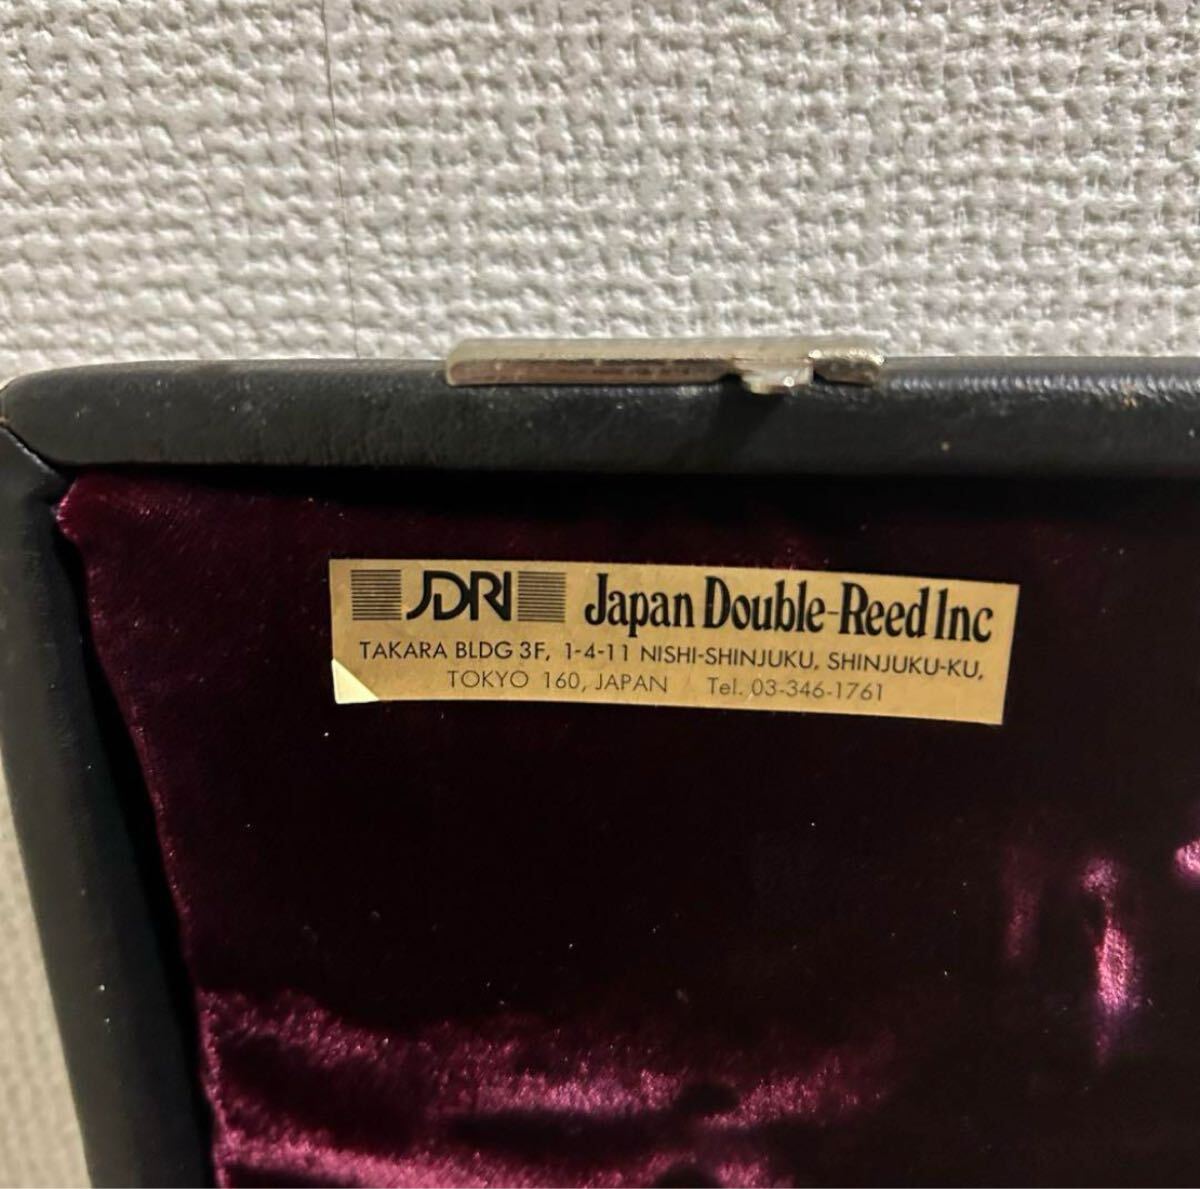 JDR Japan Double-Reed Inc
TAKARA BLDG 3F, 1-4-11 NISHI-SHINJUKU, SHINJUKU-KU,
TOKYO 160, JAPAN Tel. 03-346-1761